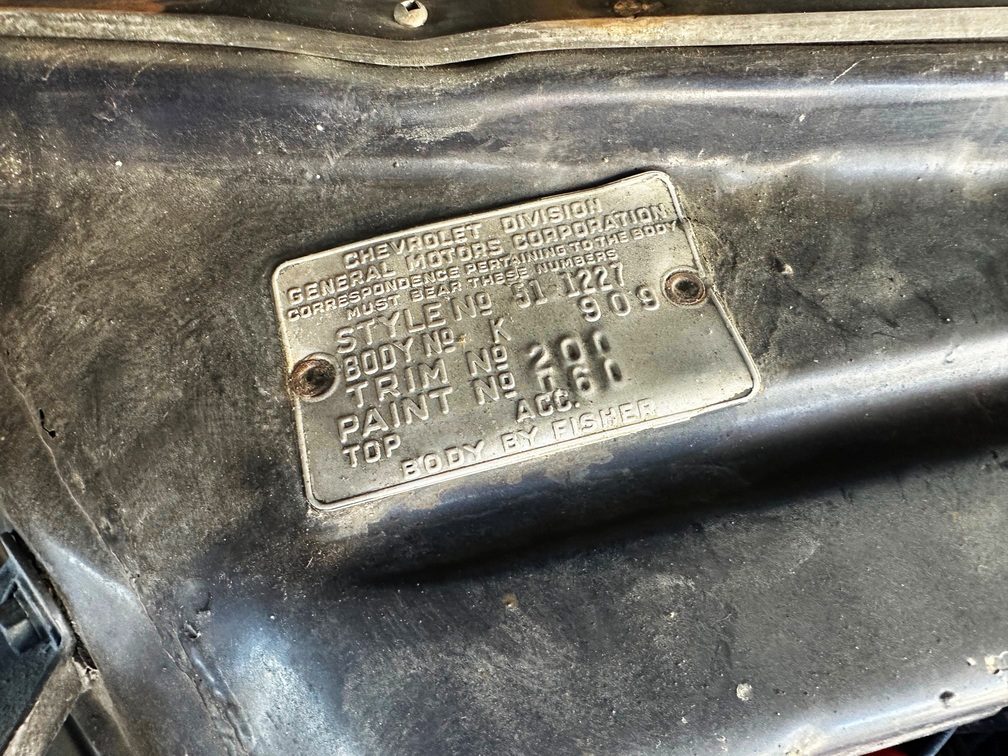 CHEVROLET DIVISION
GENERAL MOTORS CORPORATION
CORRESPONDENCE PERTAINING TO THE BODY
MUST BEAR THESE NUMBERS
STYLE Nº 51 1227
BODY Nº K 909
TRIM Nº 200
PAINT Nº
TOP ACC.
BODY BY FISHER